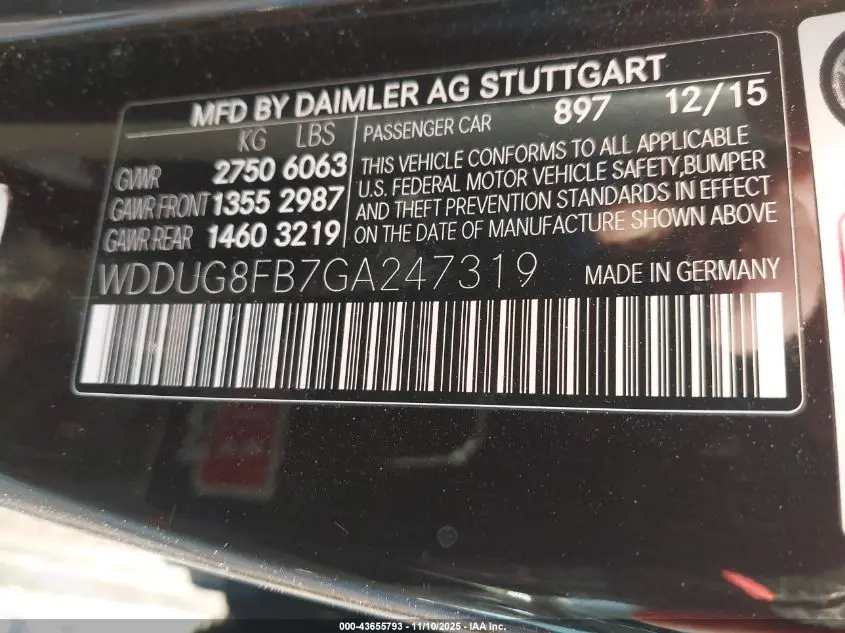 MFD BY DAIMLER AG STUTTGART
KG LBS
GVWR 2750 6063
GAWR FRONT 1355 2987
GAWR REAR 1460 3219
PASSENGER CAR 897 12/15
THIS VEHICLE CONFORMS TO ALL APPLICABLE
U.S. FEDERAL MOTOR VEHICLE SAFETY,BUMPER
AND THEFT PREVENTION STANDARDS IN EFFECT
ON THE DATE OF MANUFACTURE SHOWN ABOVE
WDDUG8FB7GA247319 MADE IN GERMANY
000-43655793 - 11/10/2025 - IAA Inc.